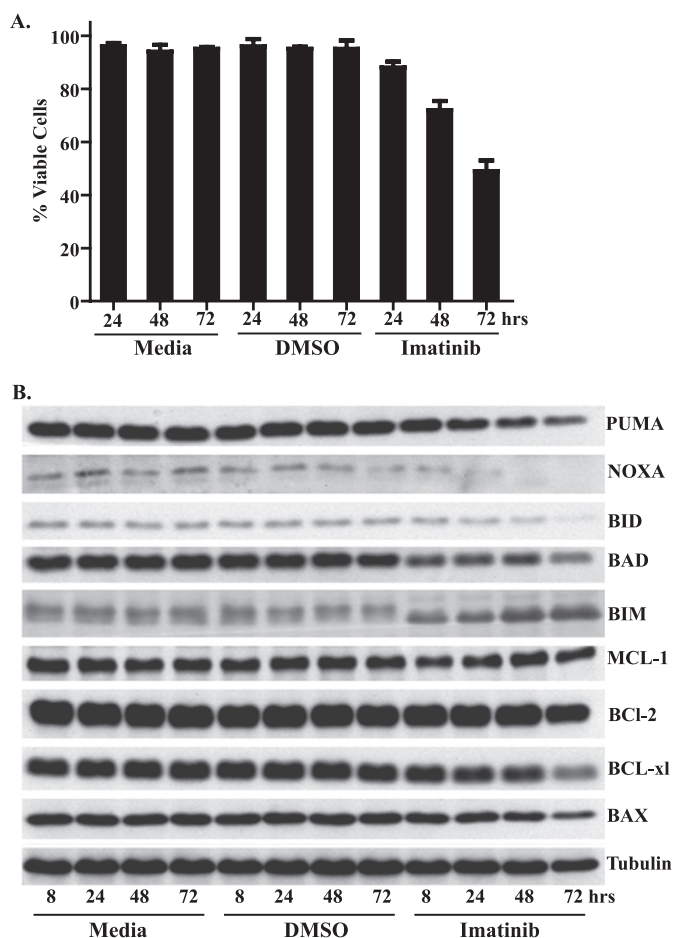 A.
100
80
60
40
20
0
% Viable Cells
24 48 72 24 48 72 24 48 72 hrs
Media DMSO Imatinib
B.
PUMA
NOXA
BID
BAD
BIM
MCL-1
BCl-2
BCL-xl
BAX
Tubulin
8 24 48 72 8 24 48 72 8 24 48 72 hrs
Media DMSO Imatinib